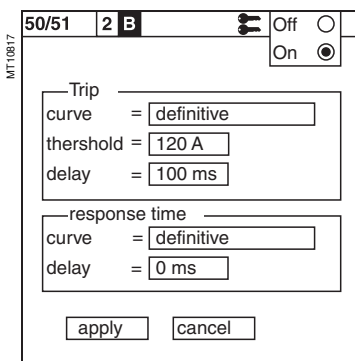 50/51 2 B Off
On
MT10817
Trip
curve = definitive
thershold = 120 A
delay = 100 ms
response time
curve = definitive
delay = 0 ms
apply cancel